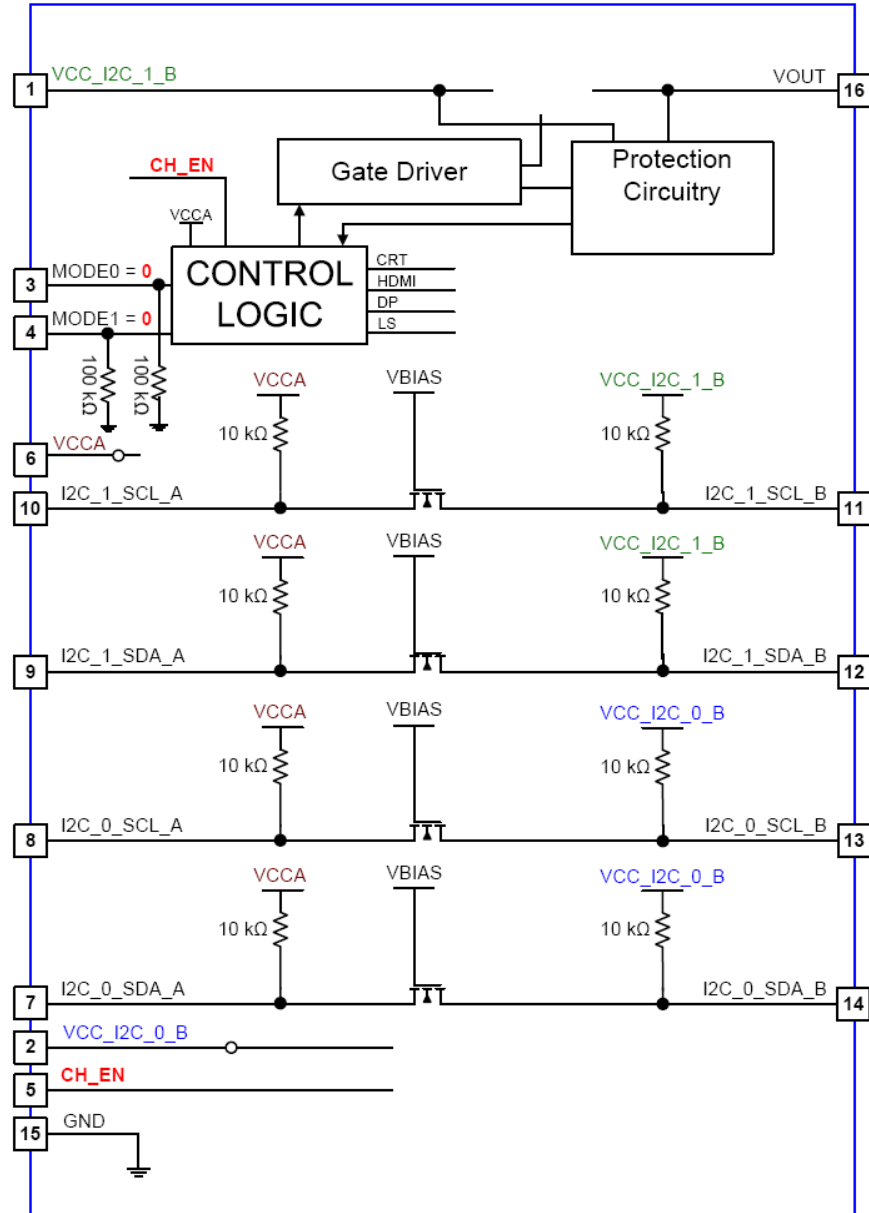 VCC_I2C_1_B
VOUT
1
16
CH_EN
Gate Driver
Protection
Circuitry
VCCA
CONTROL
LOGIC
CRT
HDMI
DP
LS
3
MODE0 = 0
4
MODE1 = 0
100 kΩ
100 kΩ
6
VCCA
VCCA
VBIAS
VCC_I2C_1_B
10 kΩ
10 kΩ
10
I2C_1_SCL_A
I2C_1_SCL_B
11
VCCA
VBIAS
VCC_I2C_1_B
10 kΩ
10 kΩ
9
I2C_1_SDA_A
I2C_1_SDA_B
12
VCCA
VBIAS
VCC_I2C_0_B
10 kΩ
10 kΩ
8
I2C_0_SCL_A
I2C_0_SCL_B
13
VCCA
VBIAS
VCC_I2C_0_B
10 kΩ
10 kΩ
7
I2C_0_SDA_A
I2C_0_SDA_B
14
2
VCC_I2C_0_B
5
CH_EN
15
GND